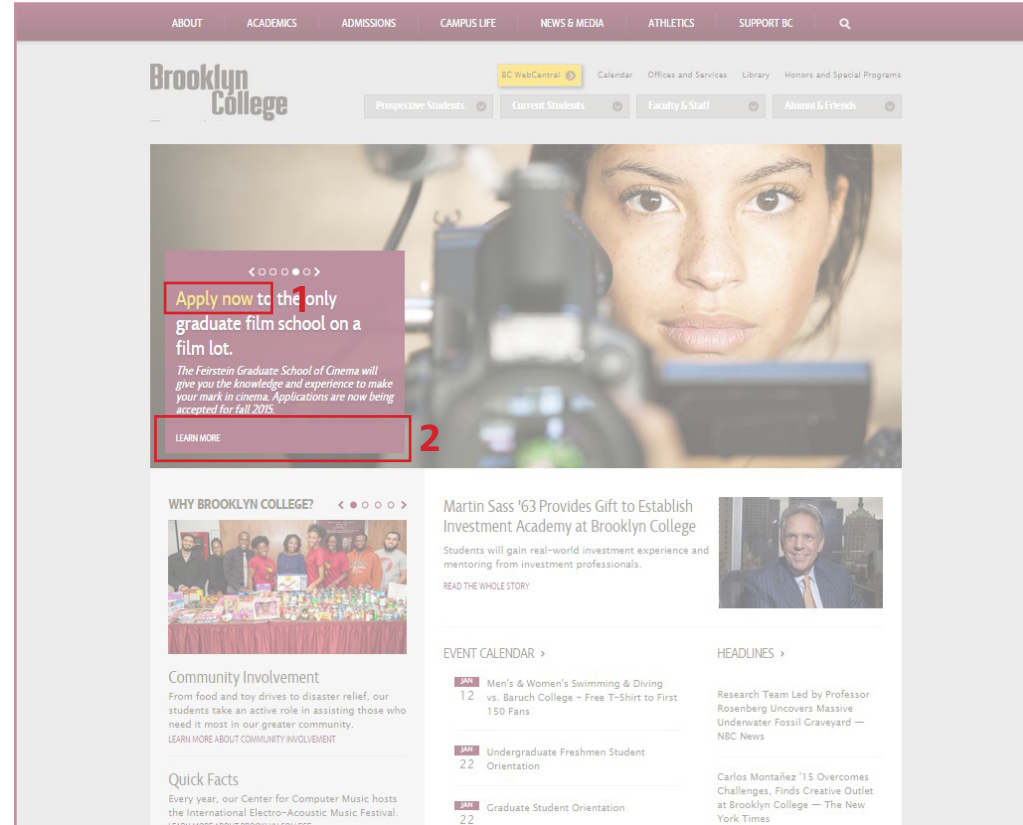 ABOUT ACADEMICS ADMISSIONS CAMPUS LIFE NEWS & MEDIA ATHLETICS SUPPORT BC
Brooklyn
College
BC WebCentral Calendar Offices and Services Library Honors and Special Programs
Prospective Students Current Students Faculty & Staff Alumni & Friends
Apply now to the only
1
graduate film school on a
film lot.
The Feirstein Graduate School of Cinema will
give you the knowledge and experience to make
your mark in cinema. Applications are now being
accepted for fall 2015.
LEARN MORE
2
WHY BROOKLYN COLLEGE?
Community Involvement
From food and toy drives to disaster relief, our
students take an active role in assisting those who
need it most in our greater community.
LEARN MORE ABOUT COMMUNITY INVOLVEMENT
Quick Facts
Every year, our Center for Computer Music hosts
the International Electro-Acoustic Music Festival.
LEARN MORE ABOUT BROOKLYN COLLEGE
Martin Sass '63 Provides Gift to Establish
Investment Academy at Brooklyn College
Students will gain real-world investment experience and
mentoring from investment professionals.
READ THE WHOLE STORY
EVENT CALENDAR >
JAN
12
Men's & Women's Swimming & Diving
vs. Baruch College - Free T-Shirt to First
150 Fans
JAN
22
Undergraduate Freshmen Student
Orientation
JAN
22
Graduate Student Orientation
HEADLINES >
Research Team Led by Professor
Rosenberg Uncovers Massive
Underwater Fossil Graveyard —
NBC News
Carlos Montañez '15 Overcomes
Challenges, Finds Creative Outlet
at Brooklyn College — The New
York Times